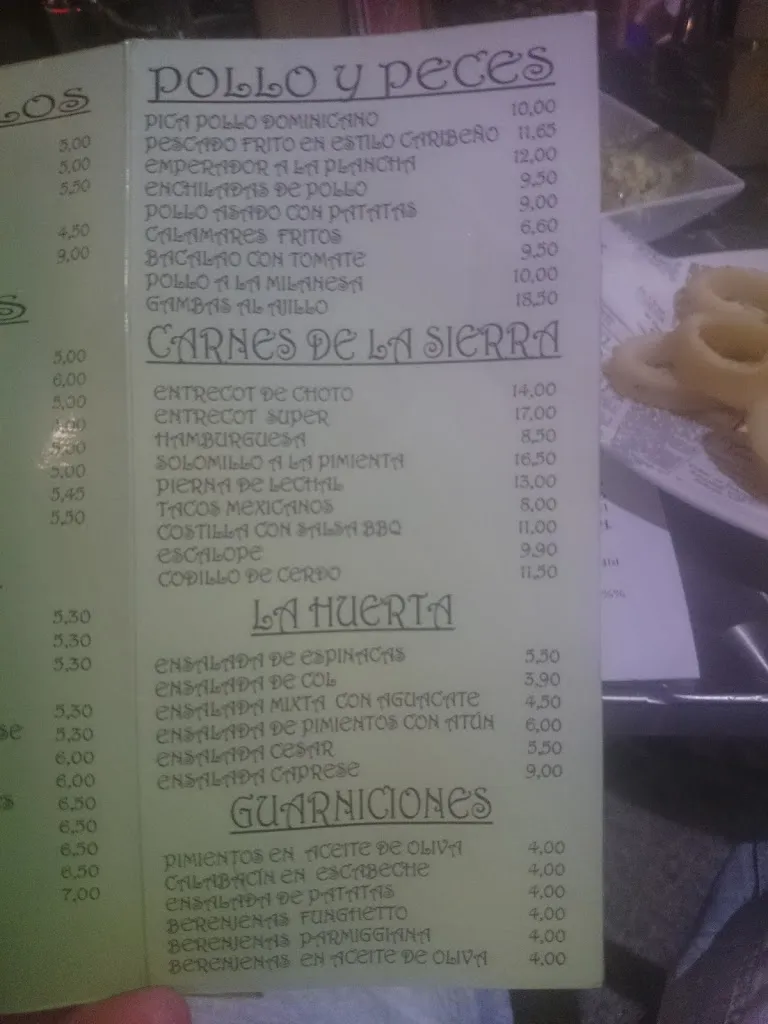 LOS
5,00
5,00
5,50
4,50
9,00
S
5,00
6,00
5,00
5,00
5,45
5,50
5,30
5,30
5,30
5,30
se 5,30
6,00
6,00
s 6,50
6,50
6,50
6,50
7,00
POLLO Y PECES
PICA POLLO DOMINICANO 10,00
PESCADO FRITO EN ESTILO CARIBEÑO 11,65
EMPERADOR A LA PLANCHA 12,00
ENCHILADAS DE POLLO 9,50
POLLO ASADO CON PATATAS 9,00
CALAMARES FRITOS 6,60
BACALAO CON TOMATE 9,50
POLLO A LA MILANESA 10,00
GAMBAS AL AJILLO 18,50
CARNES DE LA SIERRA
ENTRECOT DE CHOTO 14,00
ENTRECOT SUPER 17,00
HAMBURGUESA 8,50
SOLOMILLO A LA PIMIENTA 16,50
PIERNA DE LECHAL 13,00
TACOS MEXICANOS 8,00
COSTILLA CON SALSA BBQ 11,00
ESCALOPE 9,90
CODILLO DE CERDO 11,50
LA HUERTA
ENSALADA DE ESPINACAS 5,50
ENSALADA DE COL 3,90
ENSALADA MIXTA CON AGUACATE 4,50
ENSALADA DE PIMIENTOS CON ATÚN 6,00
ENSALADA CESAR 5,50
ENSALADA CAPRESE 9,00
GUARNICIONES
PIMIENTOS EN ACEITE DE OLIVA 4,00
CALABACÍN EN ESCABECHE 4,00
ENSALADA DE PATATAS 4,00
BERENJENAS FUNGHETTO 4,00
BERENJENAS PARMIGGIANA 4,00
BERENJENAS EN ACEITE DE OLIVA 4,00